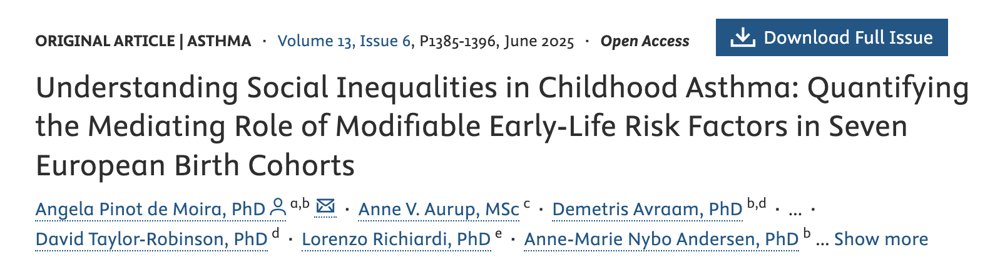 ORIGINAL ARTICLE | ASTHMA · Volume 13, Issue 6, P1385-1396, June 2025 · Open Access Download Full Issue
Understanding Social Inequalities in Childhood Asthma: Quantifying
the Mediating Role of Modifiable Early-Life Risk Factors in Seven
European Birth Cohorts
Angela Pinot de Moira, PhD a,b · Anne V. Aurup, MSc c · Demetris Avraam, PhD b,d · ... ·
David Taylor-Robinson, PhD d · Lorenzo Richiardi, PhD e · Anne-Marie Nybo Andersen, PhD b ... Show more